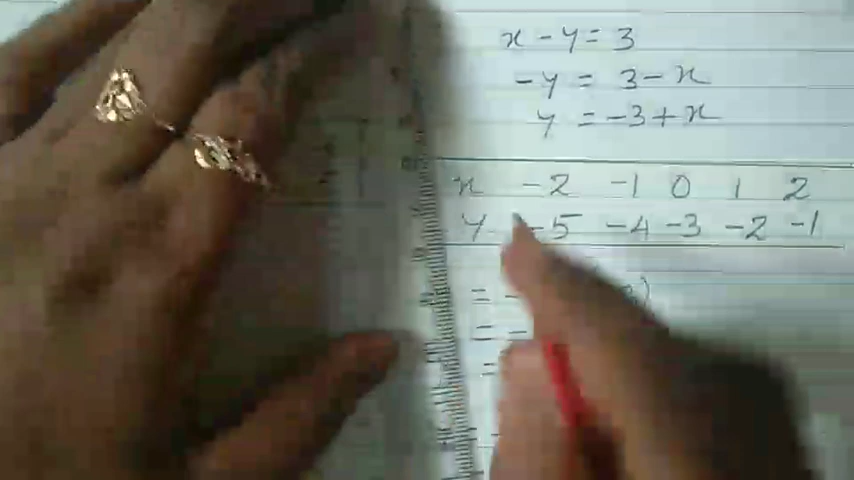 x - y = 3
-y = 3 - x
y = -3 + x
x -2 -1 0 1 2
y -5 -4 -3 -2 -1
= -
= -
=